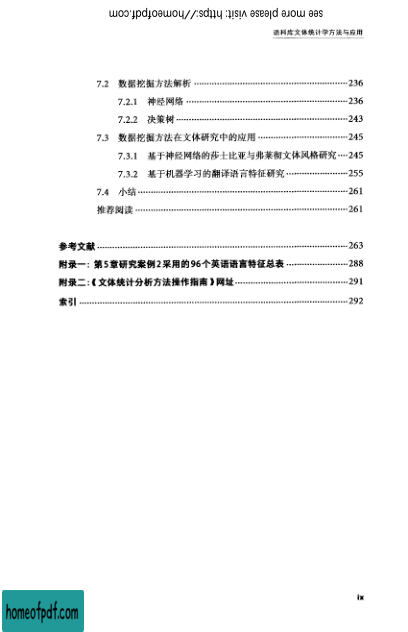 see more please visit: https://homeofpdf.com
语料库文体统计学方法与应用
7.2 数据挖掘方法解析 236
7.2.1 神经网络 236
7.2.2 决策树 243
7.3 数据挖掘方法在文体研究中的应用 245
7.3.1 基于神经网络的莎士比亚与弗莱彻文体风格研究 245
7.3.2 基于机器学习的翻译语言特征研究 255
7.4 小结 261
推荐阅读 261
参考文献 263
附录一：第5章研究案例2采用的96个英语语言特征总表 288
附录二：《文体统计分析方法操作指南》网址 291
索引 292
ix
homeofpdf.com